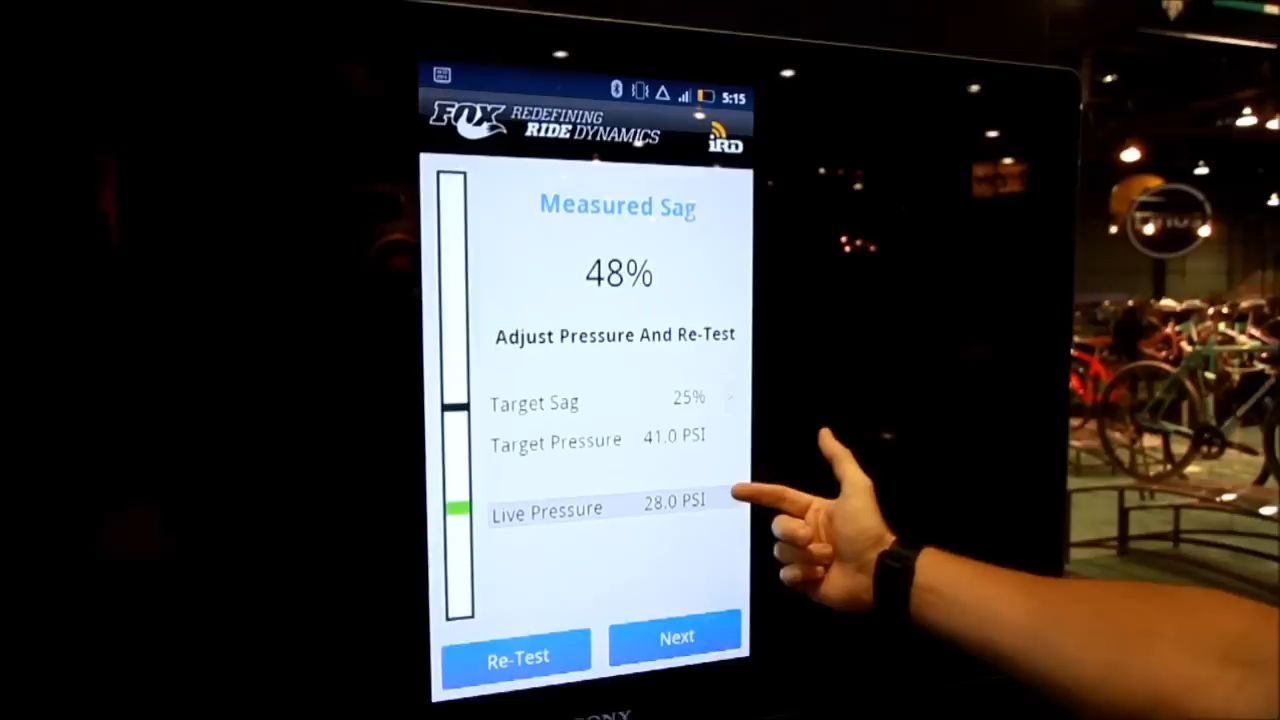 5:15
FOX REDEFINING
RIDE DYNAMICS
iRD
Measured Sag
48%
Adjust Pressure And Re-Test
Target Sag 25% >
Target Pressure 41.0 PSI
Live Pressure 28.0 PSI
Re-Test Next
SONY